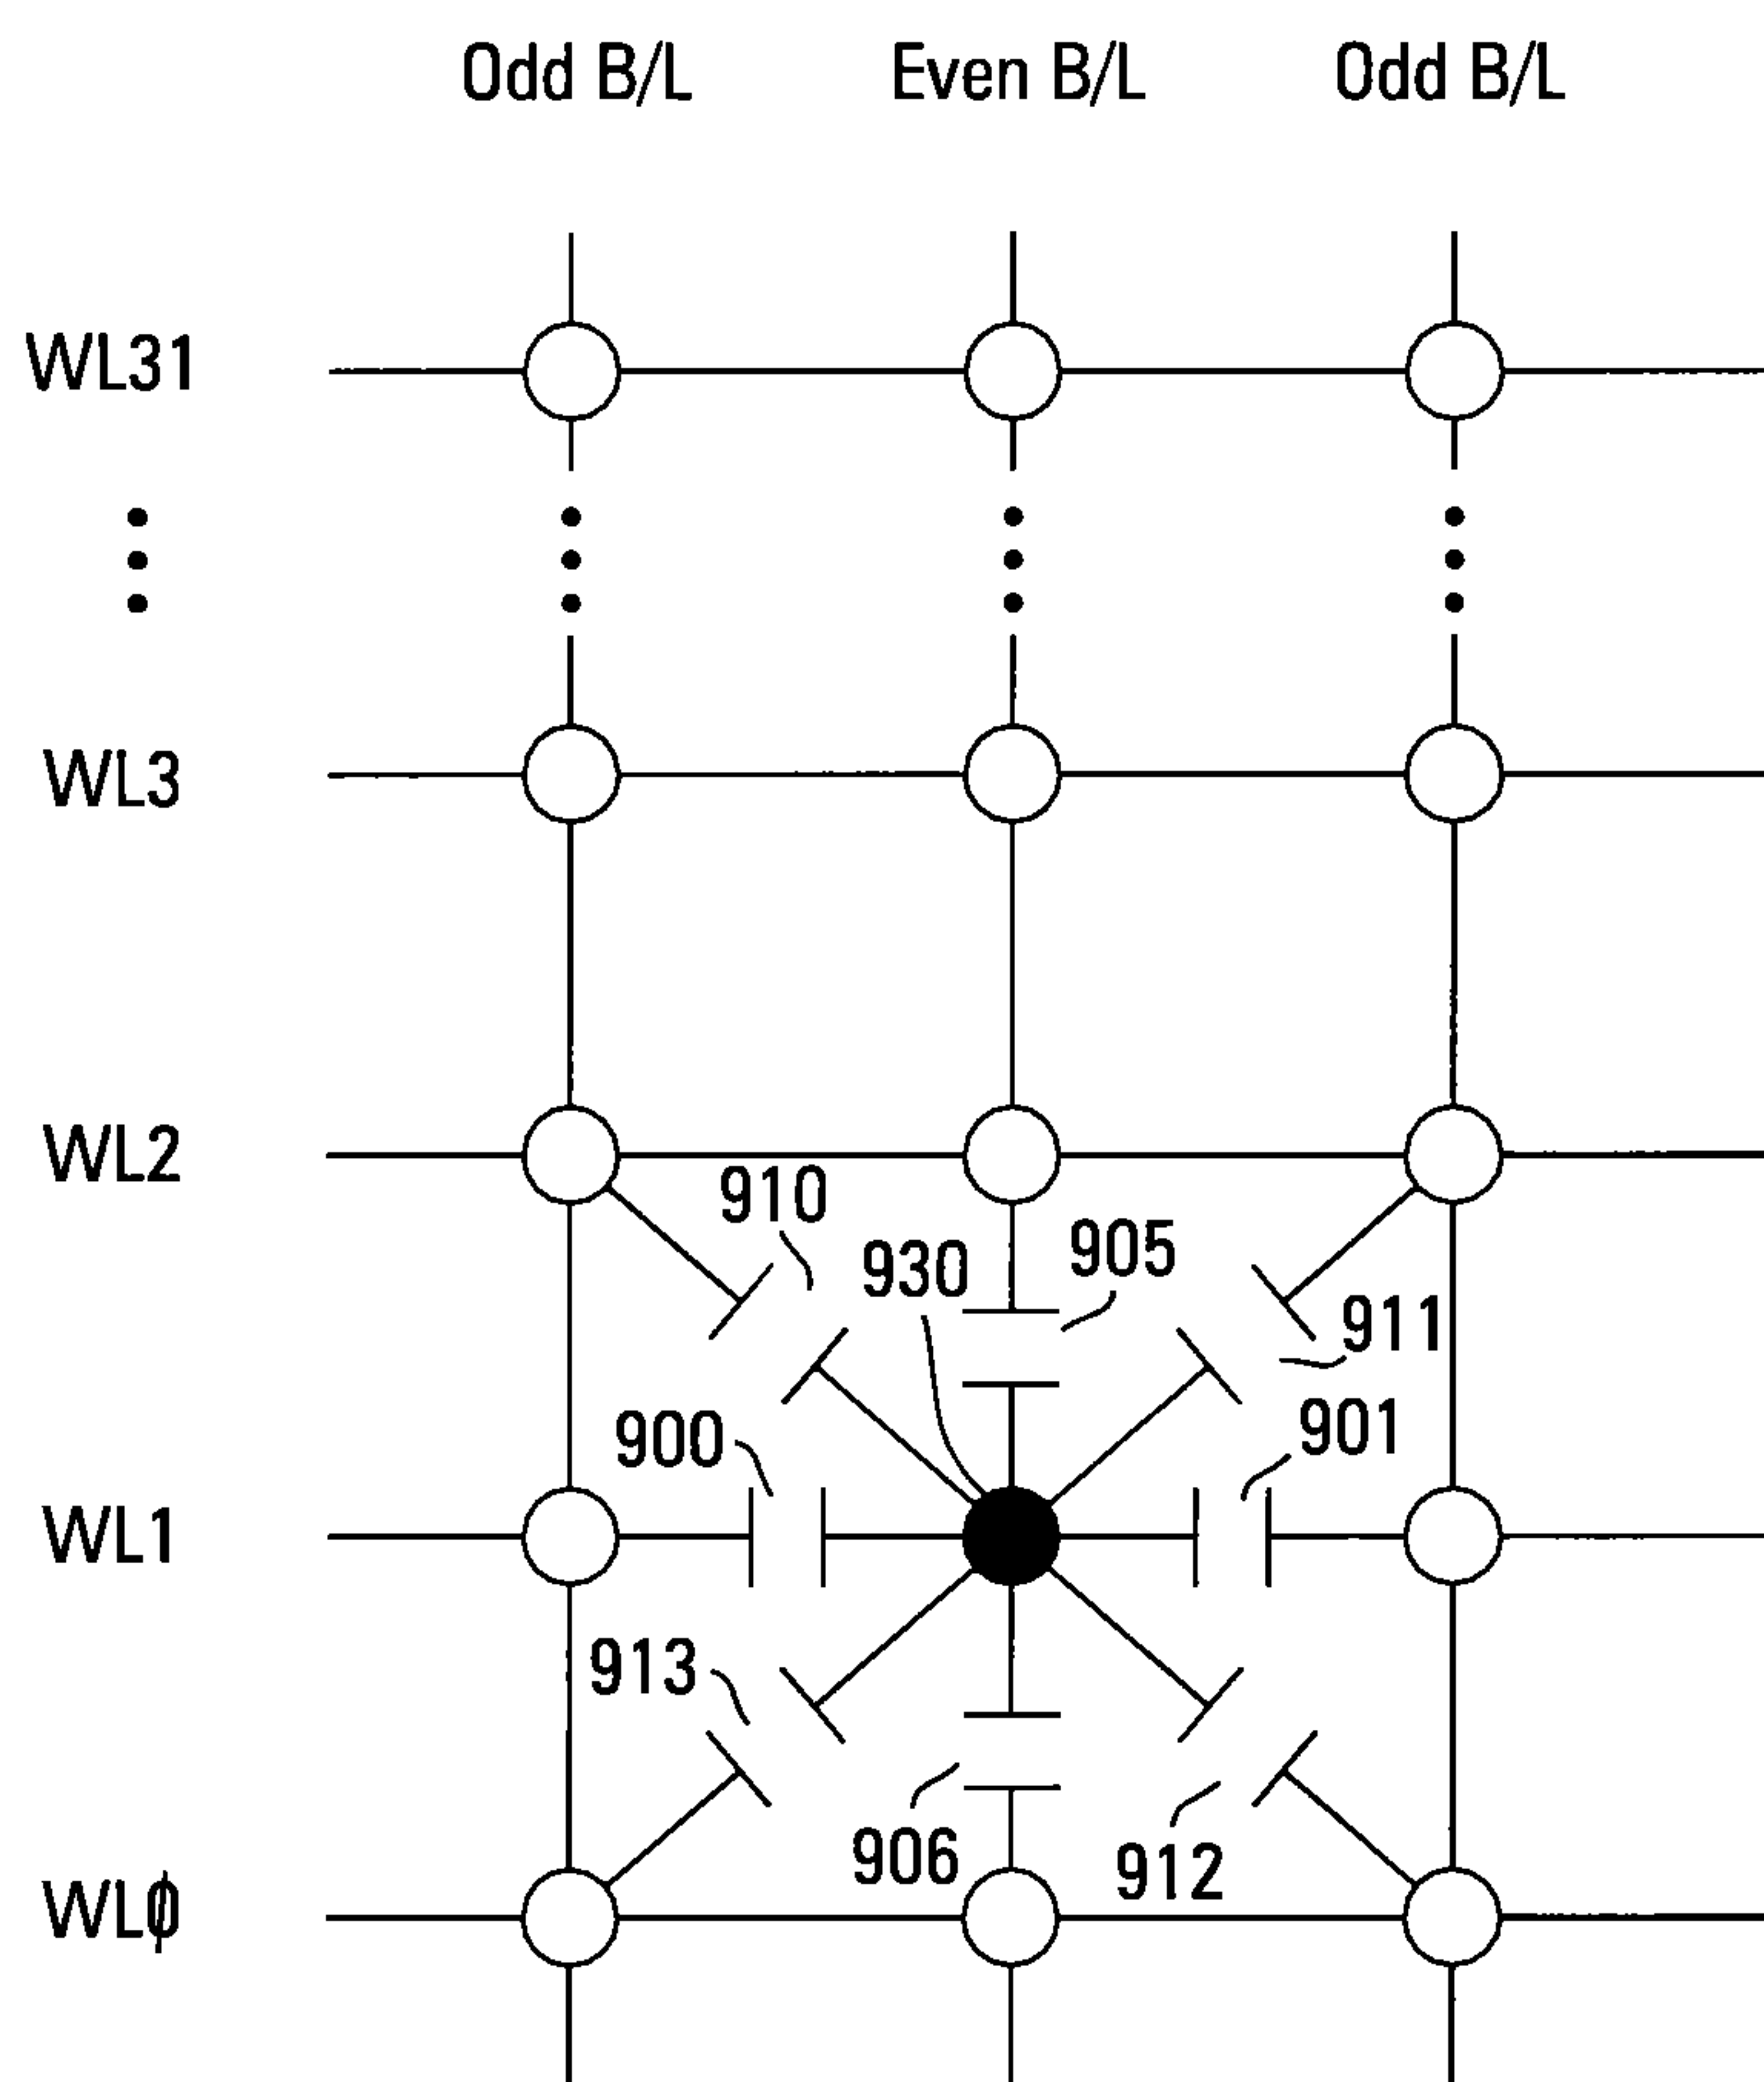 Odd B/L Even B/L Odd B/L
WL31
WL3
WL2
910
905
930
911
901
900
WL1
913
906
912
WLϕ